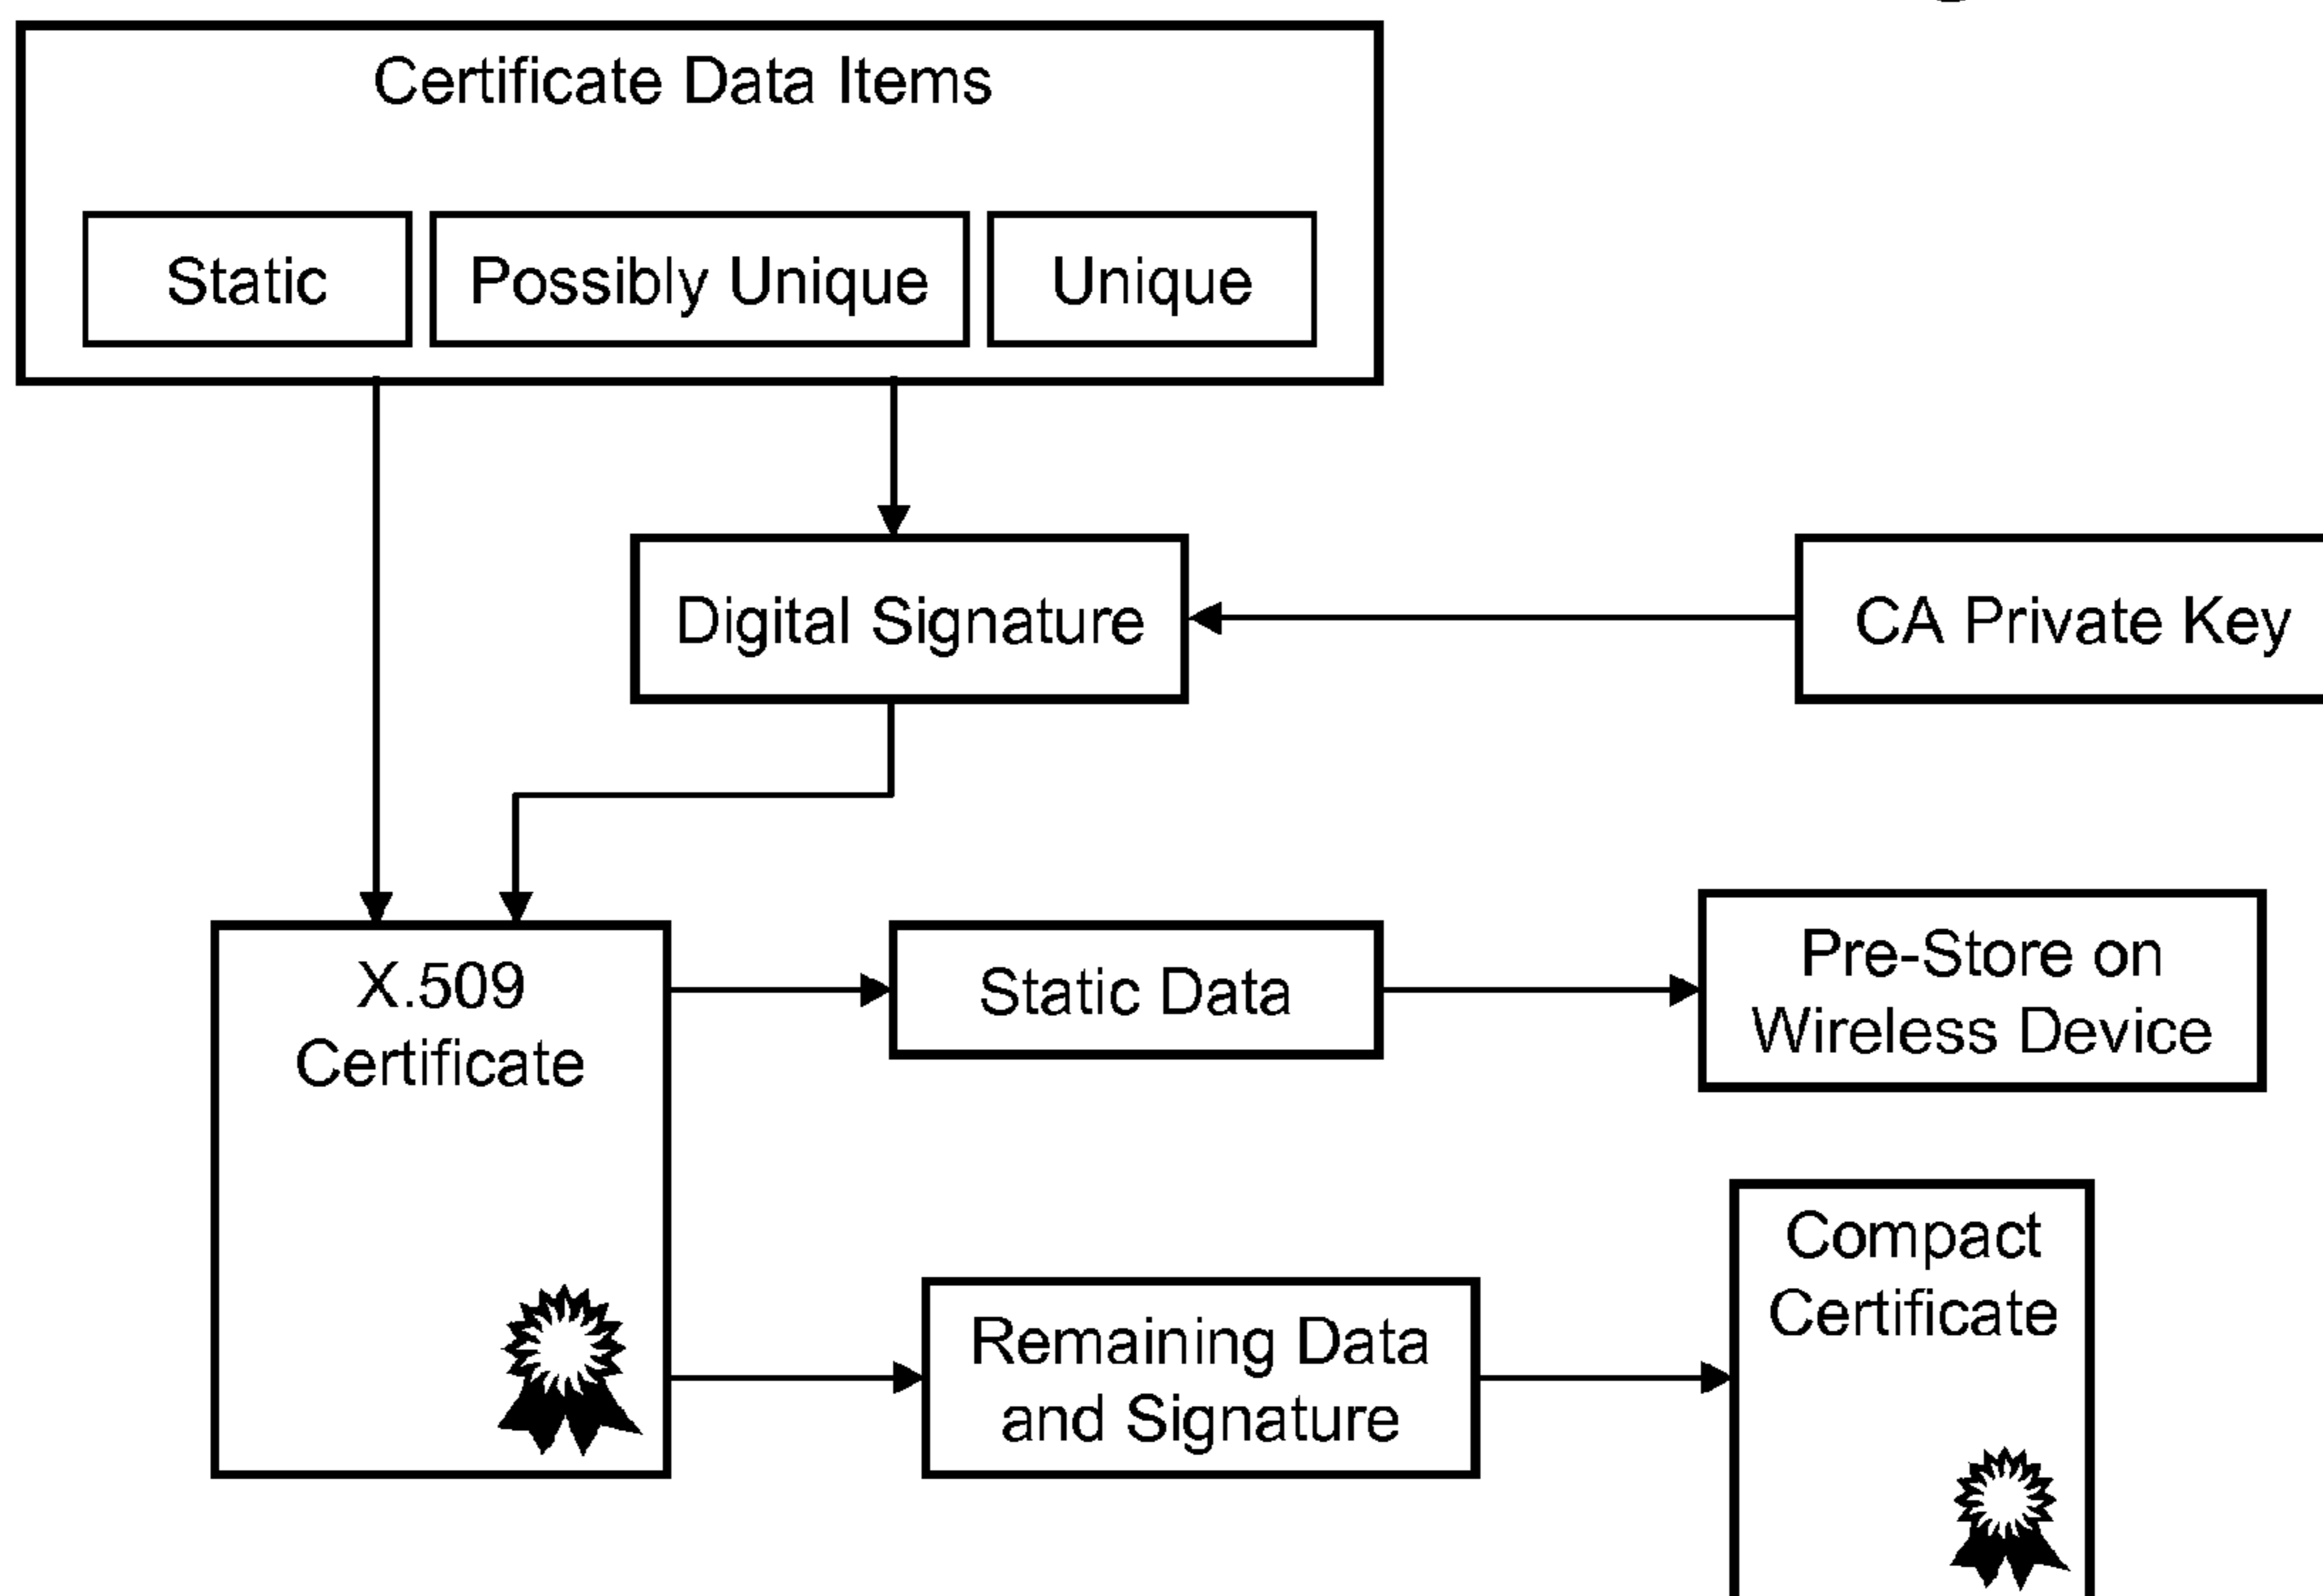 Certificate Data Items
Static
Possibly Unique
Unique
Digital Signature
CA Private Key
X.509
Certificate
Static Data
Pre-Store on
Wireless Device
Remaining Data
and Signature
Compact
Certificate